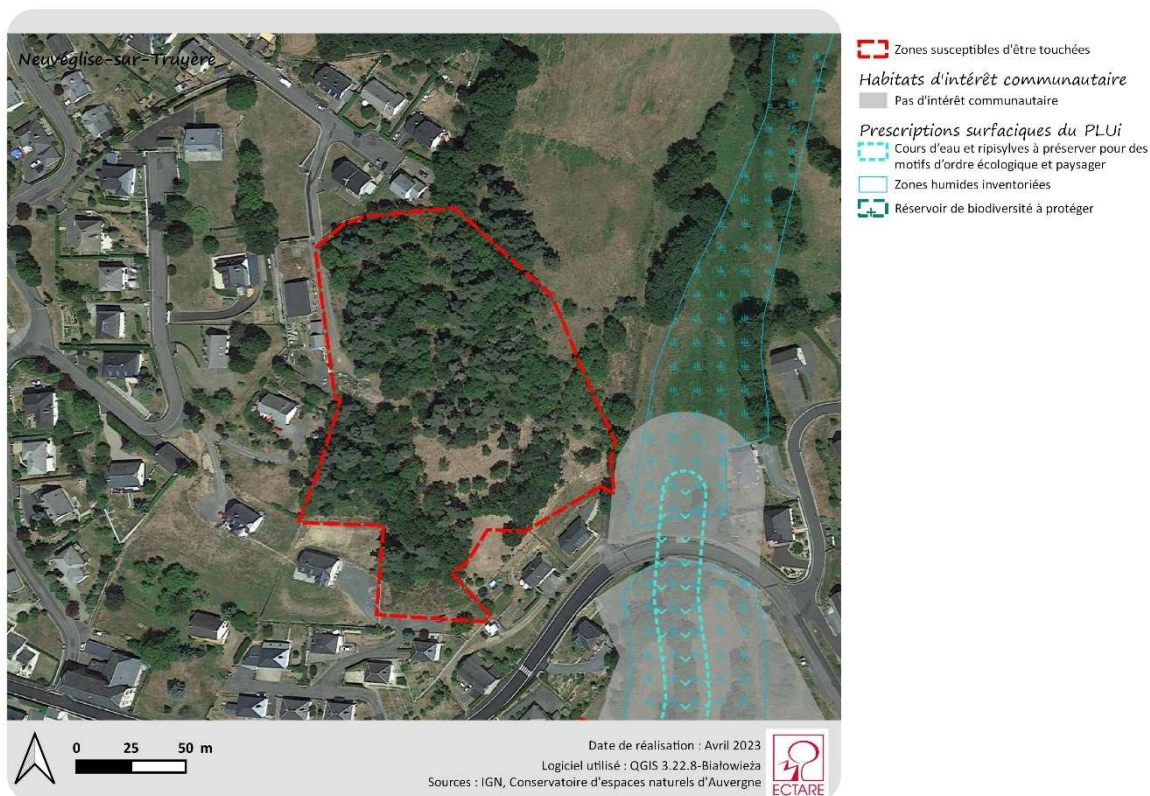 Neuvéglise-sur-Truyère
Zones susceptibles d'être touchées
Habitats d'intérêt communautaire
Pas d'intérêt communautaire
Prescriptions surfaciques du PLUi
Cours d'eau et ripisylves à préserver pour des
motifs d'ordre écologique et paysager
Zones humides inventoriées
Réservoir de biodiversité à protéger
0 25 50 m
Date de réalisation : Avril 2023
Logiciel utilisé : QGIS 3.22.8-Białowieża
Sources : IGN, Conservatoire d'espaces naturels d'Auvergne
ECTARE